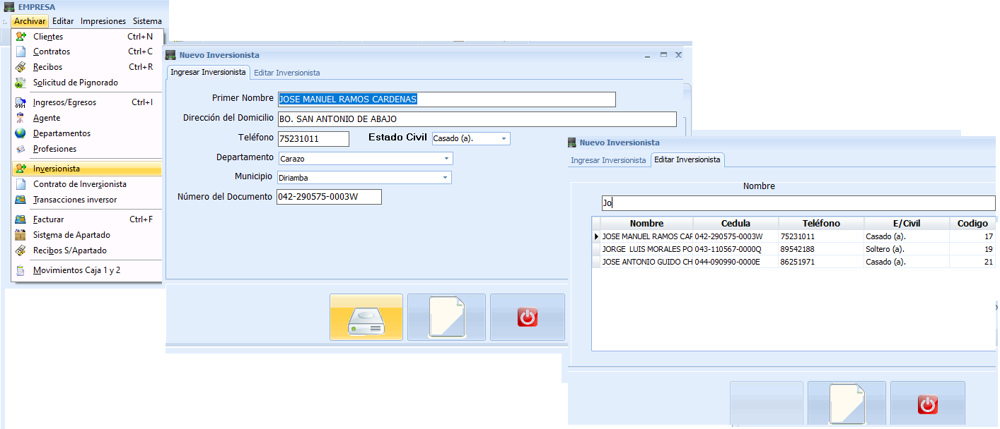 EMPRESA
Archivar Editar Impresiones Sistema
Clientes Ctrl+N
Contratos Ctrl+C
Recibos Ctrl+R
Solicitud de Pignorado
Ingresos/Egresos Ctrl+I
Agente
Departamentos
Profesiones
Inversionista
Contrato de Inversionista
Transacciones inversor
Facturar Ctrl+F
Sistema de Apartado
Recibos S/Apartado
Movimientos Caja 1 y 2
Nuevo Inversionista
Ingresar Inversionista Editar Inversionista
Primer Nombre JOSE MANUEL RAMOS CARDENAS
Dirección del Domicilio BO. SAN ANTONIO DE ABAJO
Teléfono 75231011 Estado Civil Casado (a).
Departamento Carazo
Municipio Diriamba
Número del Documento 042-290575-0003W
Nuevo Inversionista
Ingresar Inversionista Editar Inversionista
Nombre
Jo
Nombre Cedula Teléfono E/Civil Codigo
JOSE MANUEL RAMOS CAR 042-290575-0003W 75231011 Casado (a). 17
JORGE LUIS MORALES PO 043-110567-0000Q 89542188 Soltero (a). 19
JOSE ANTONIO GUIDO CH 044-090990-0000E 86251971 Casado (a). 21